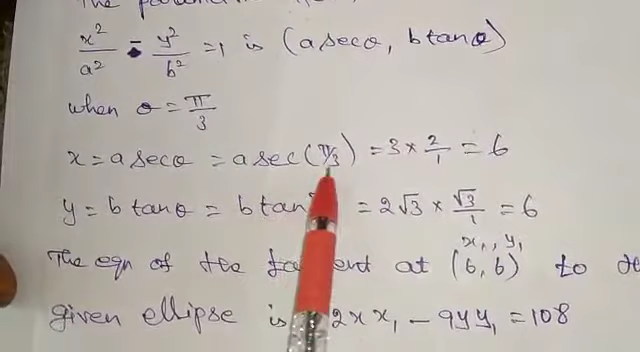 The parametric
x²/a² - y²/b² = 1 is (a secθ, b tanθ)
when θ = π/3
x = a secθ = a sec(π/3) = 3 × 2/1 = 6
y = b tanθ = b tan = 2√3 × √3/1 = 6
x₁, y₁
The eqn of the at (6, 6) to
given ellipse is 2xx₁ - 9yy₁ = 108